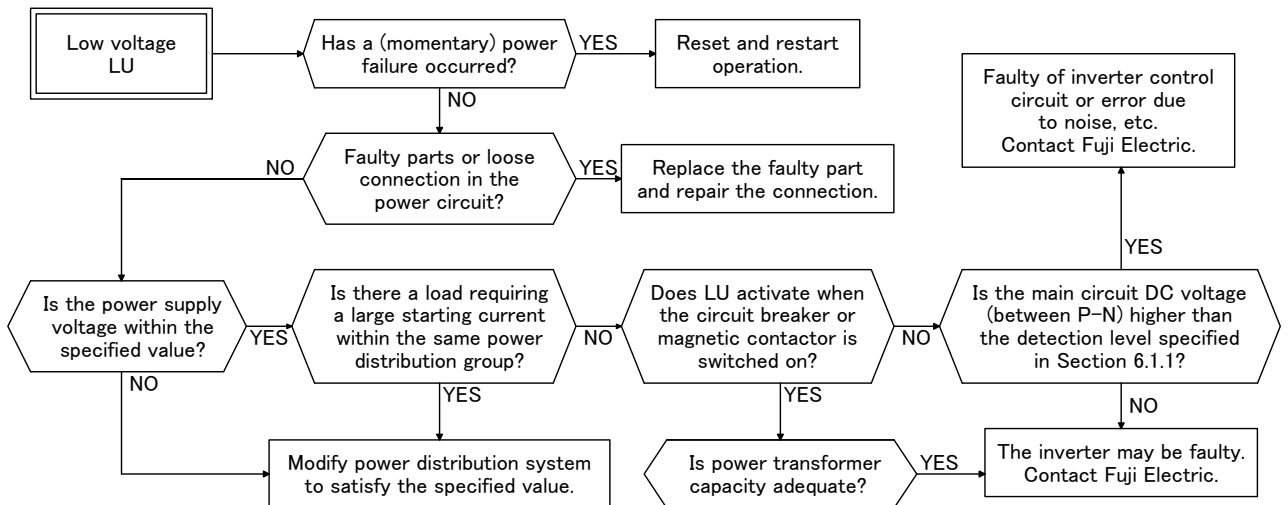 Low voltage
LU
Has a (momentary) power
failure occurred?
YES
Reset and restart
operation.
NO
Faulty of inverter control
circuit or error due
to noise, etc.
Contact Fuji Electric.
NO
Faulty parts or loose
connection in the
power circuit?
YES
Replace the faulty part
and repair the connection.
YES
Is the power supply
voltage within the
specified value?
YES
Is there a load requiring
a large starting current
within the same power
distribution group?
NO
Does LU activate when
the circuit breaker or
magnetic contactor is
switched on?
NO
Is the main circuit DC voltage
(between P-N) higher than
the detection level specified
in Section 6.1.1?
NO
YES
YES
NO
Modify power distribution system
to satisfy the specified value.
Is power transformer
capacity adequate?
YES
The inverter may be faulty.
Contact Fuji Electric.